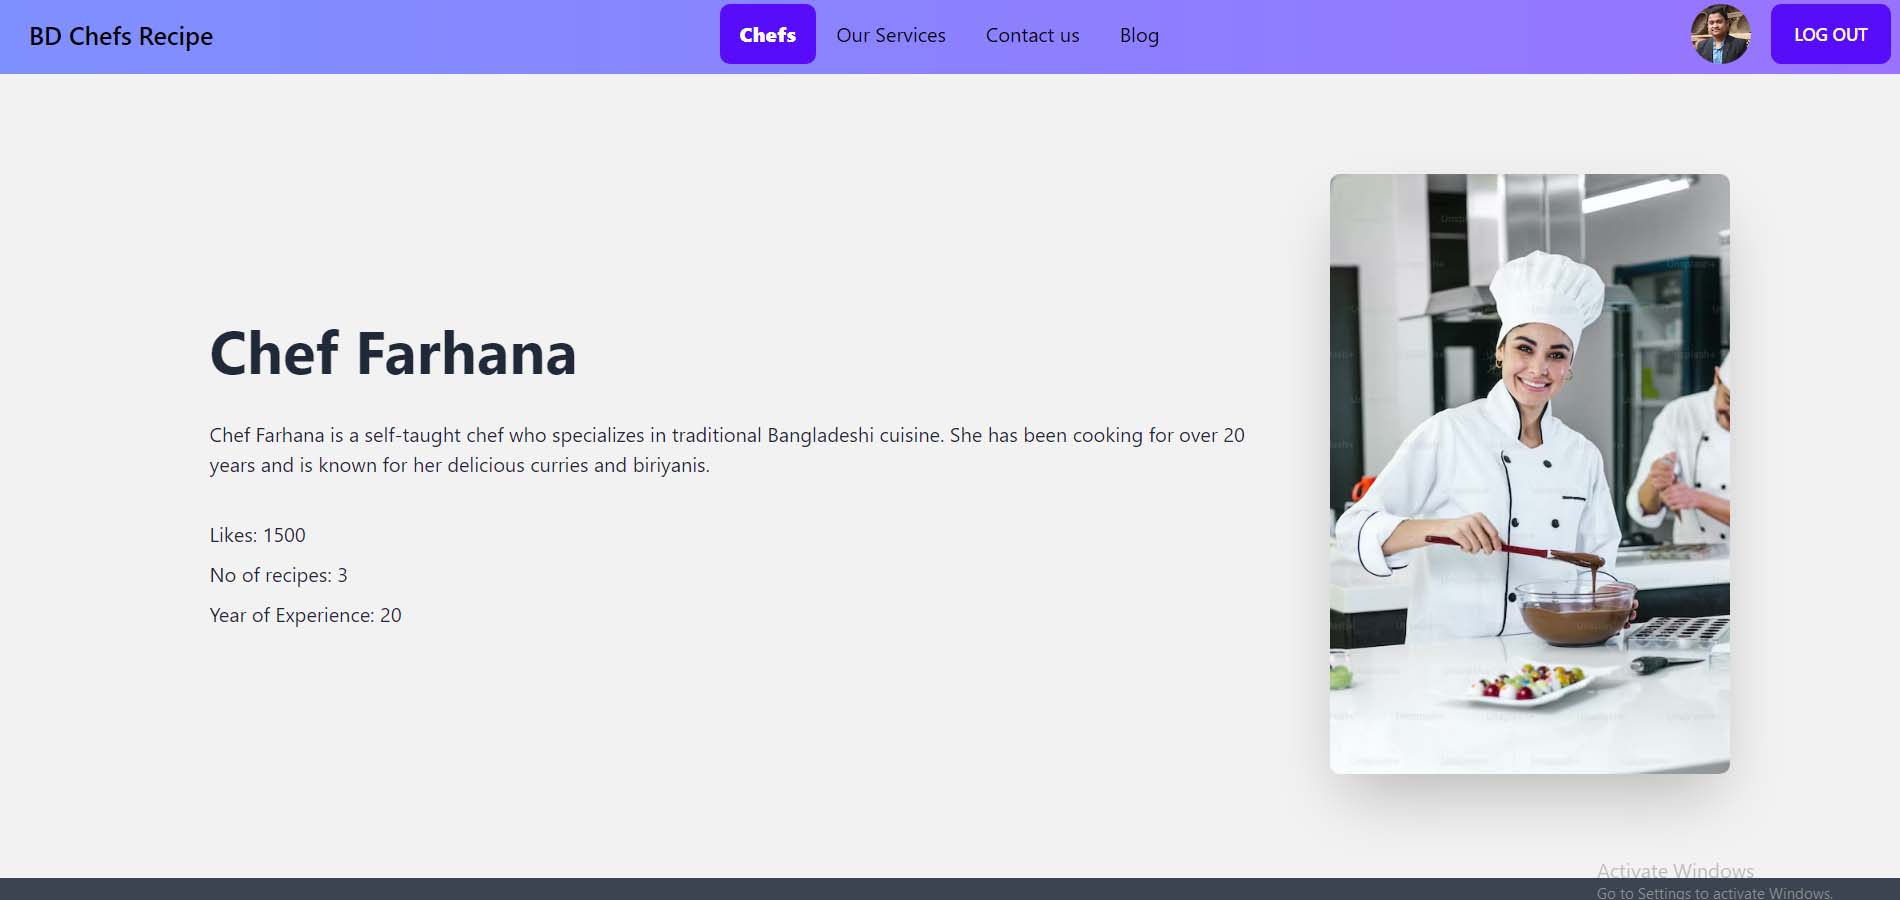 BD Chefs Recipe
Chefs
Our Services
Contact us
Blog
LOG OUT
Chef Farhana
Chef Farhana is a self-taught chef who specializes in traditional Bangladeshi cuisine. She has been cooking for over 20
years and is known for her delicious curries and biriyanis.
Likes: 1500
No of recipes: 3
Year of Experience: 20
Activate Windows
Go to Settings to activate Windows.